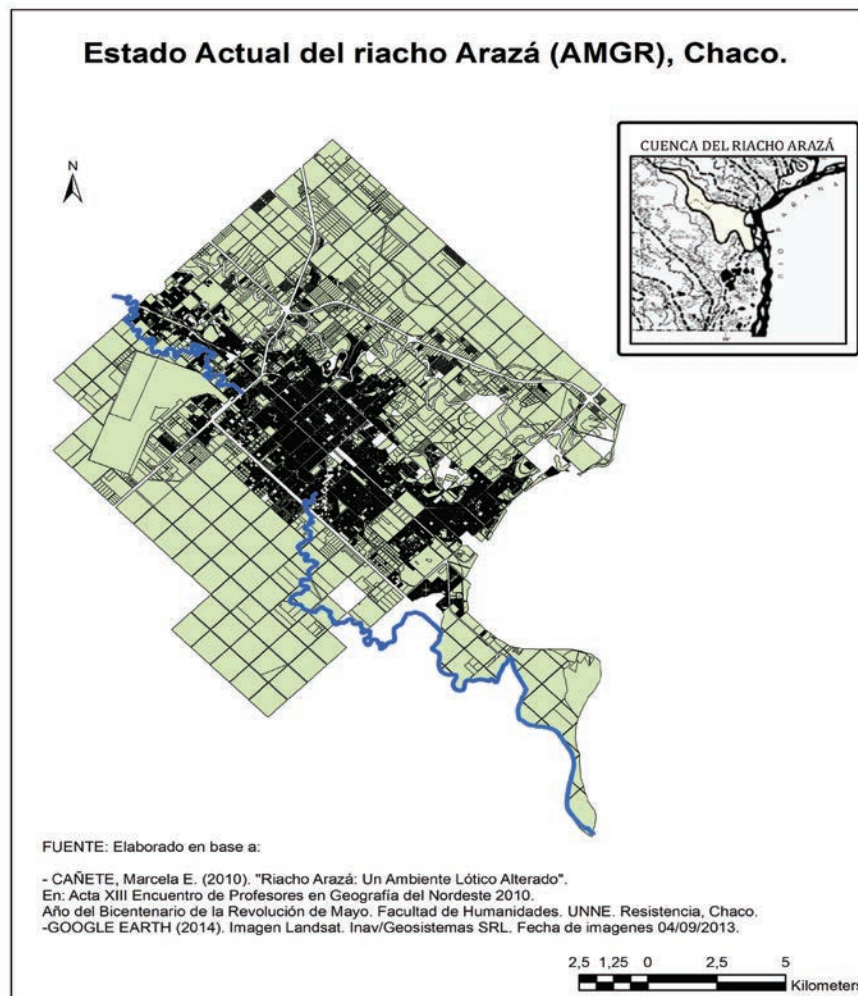 Estado Actual del riacho Arazá (AMGR), Chaco.
N
CUENCA DEL RIACHO ARAZÁ
RIO PARANA
FUENTE: Elaborado en base a:
- CAÑETE, Marcela E. (2010). "Riacho Arazá: Un Ambiente Lótico Alterado".
En: Acta XIII Encuentro de Profesores en Geografía del Nordeste 2010.
Año del Bicentenario de la Revolución de Mayo. Facultad de Humanidades. UNNE. Resistencia, Chaco.
-GOOGLE EARTH (2014). Imagen Landsat. Inav/Geosistemas SRL. Fecha de imagenes 04/09/2013.
2,5 1,25 0 2,5 5
Kilometers